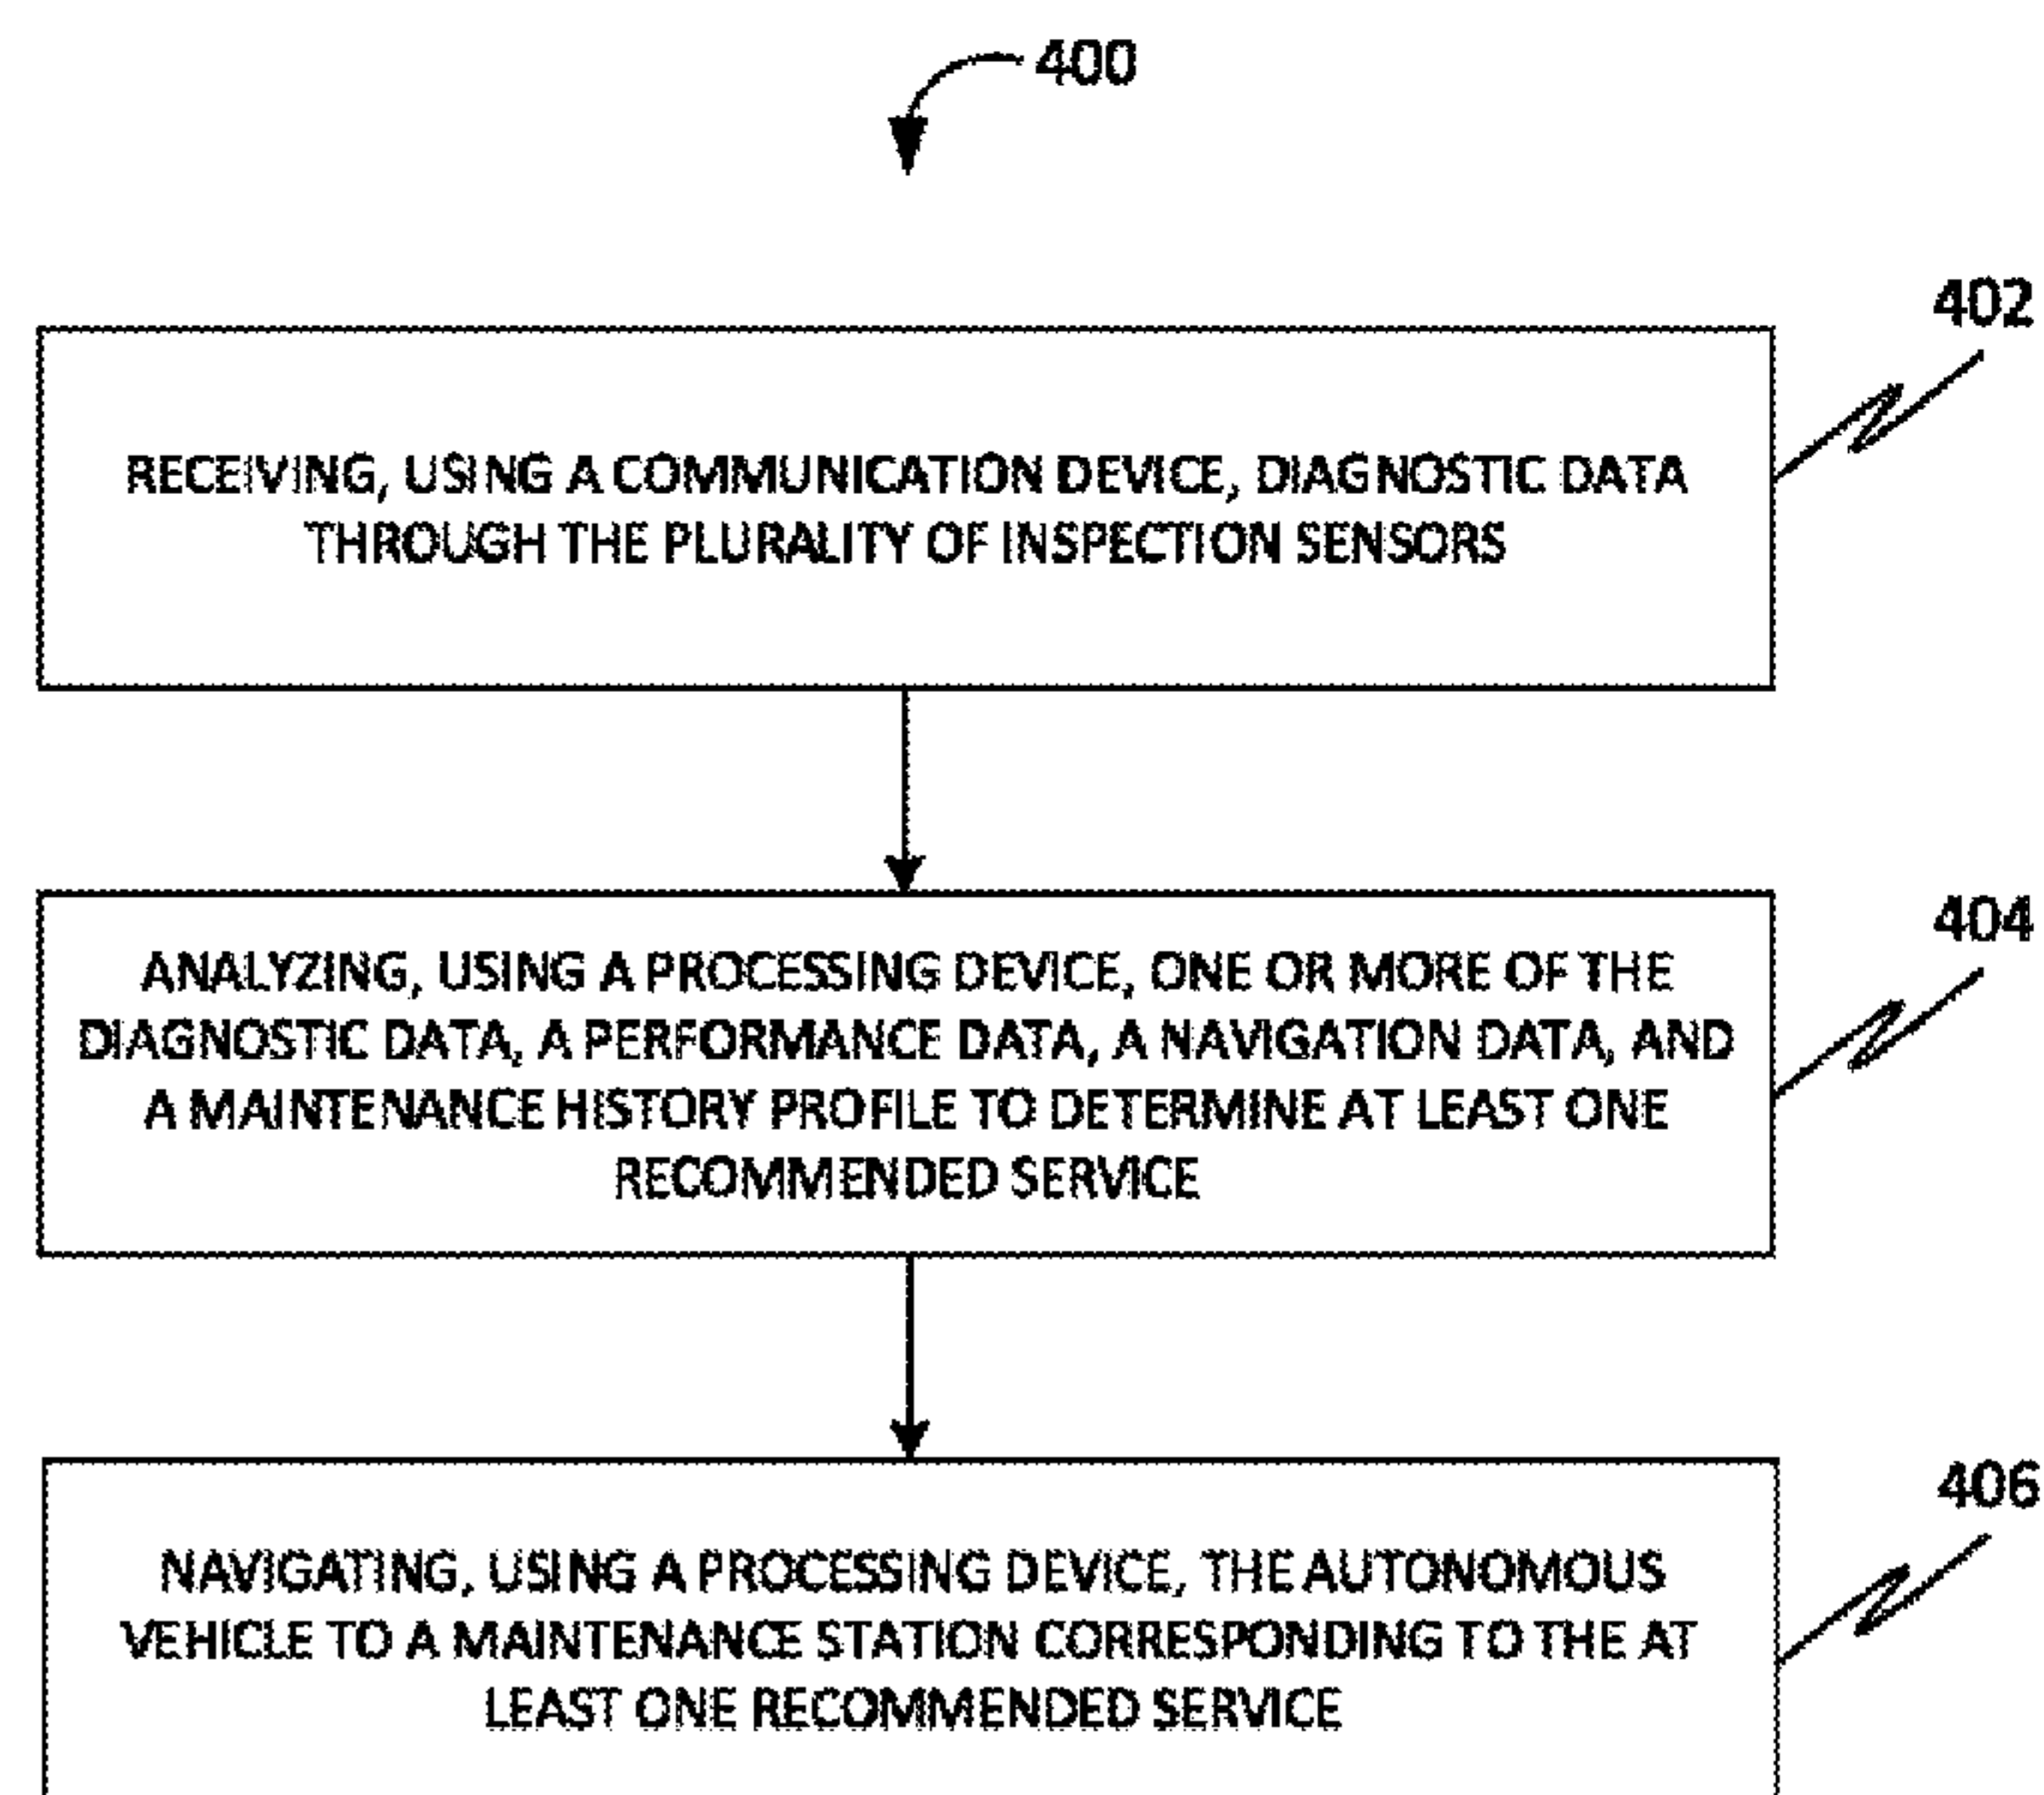 400
402
RECEIVING, USING A COMMUNICATION DEVICE, DIAGNOSTIC DATA
THROUGH THE PLURALITY OF INSPECTION SENSORS
404
ANALYZING, USING A PROCESSING DEVICE, ONE OR MORE OF THE
DIAGNOSTIC DATA, A PERFORMANCE DATA, A NAVIGATION DATA, AND
A MAINTENANCE HISTORY PROFILE TO DETERMINE AT LEAST ONE
RECOMMENDED SERVICE
406
NAVIGATING, USING A PROCESSING DEVICE, THE AUTONOMOUS
VEHICLE TO A MAINTENANCE STATION CORRESPONDING TO THE AT
LEAST ONE RECOMMENDED SERVICE